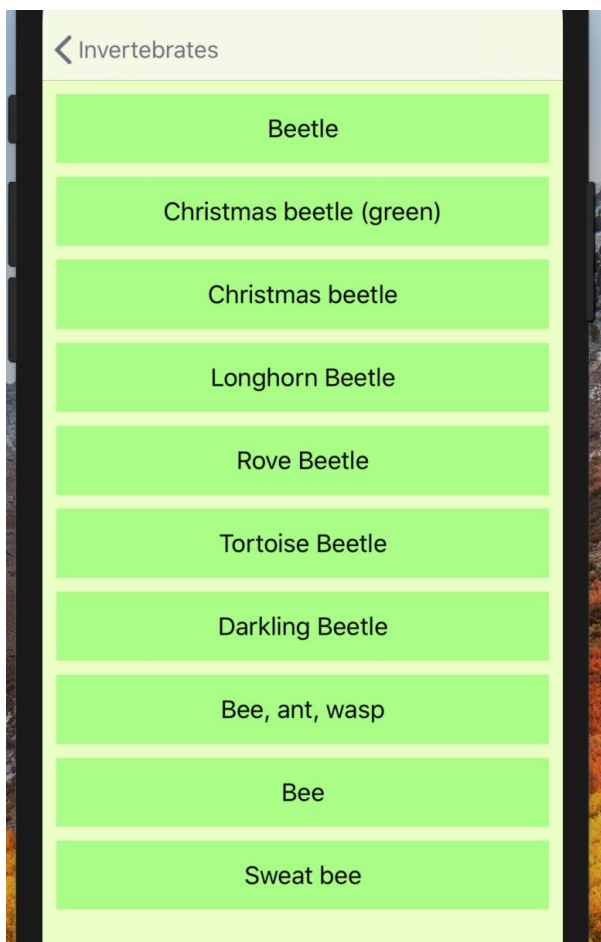 Invertebrates
Beetle
Christmas beetle (green)
Christmas beetle
Longhorn Beetle
Rove Beetle
Tortoise Beetle
Darkling Beetle
Bee, ant, wasp
Bee
Sweat bee